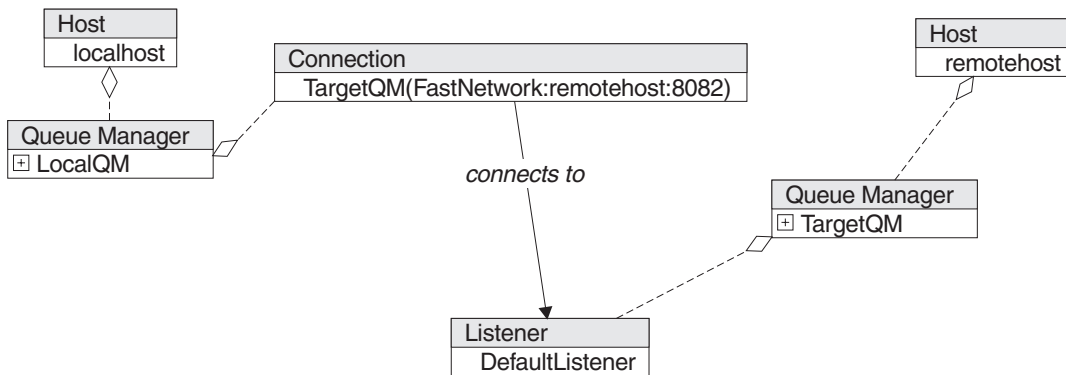 Host
localhost
Connection
TargetQM(FastNetwork:remotehost:8082)
Host
remotehost
Queue Manager
LocalQM
connects to
Queue Manager
TargetQM
Listener
DefaultListener